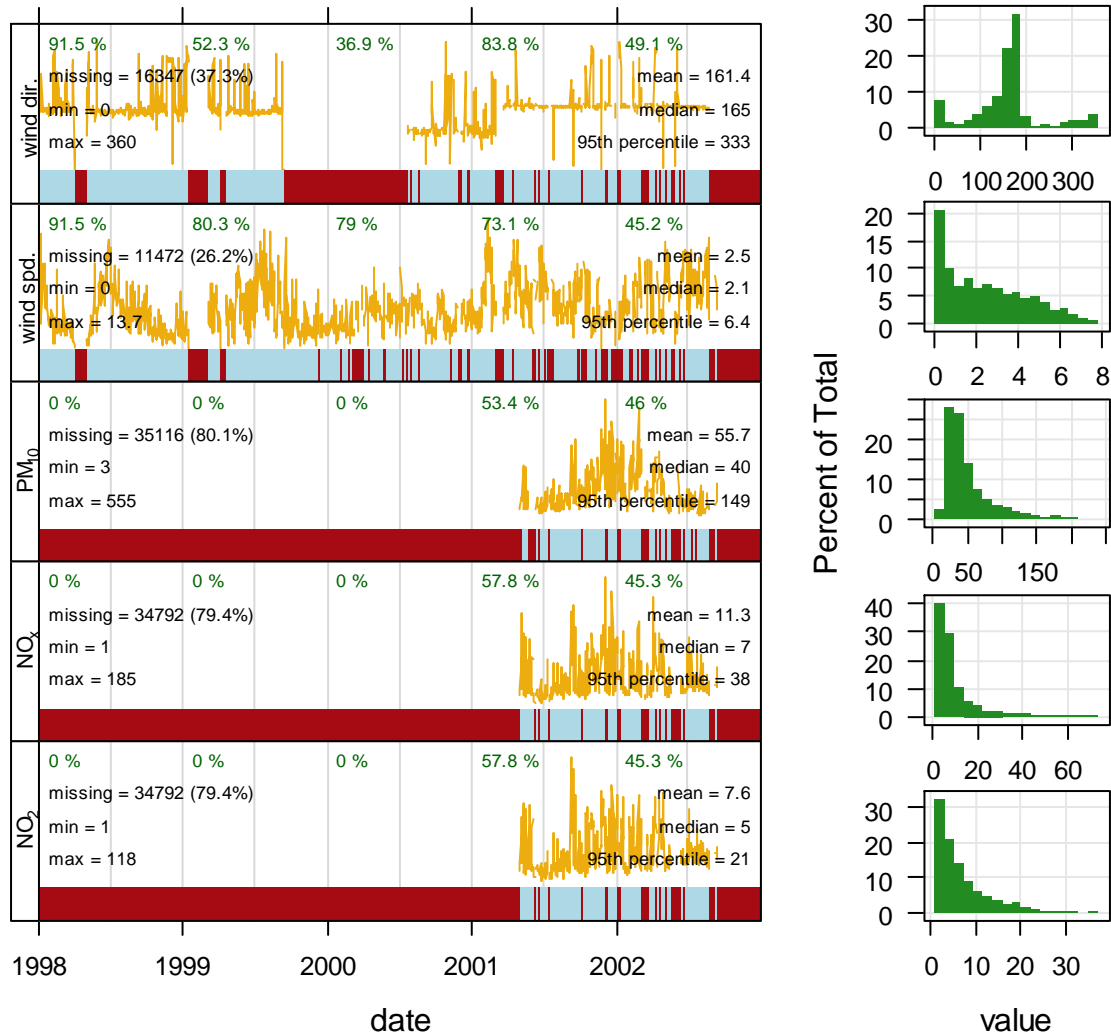 wind dir.
91.5 % 52.3 % 36.9 % 83.8 % 49.1 %
missing = 16347 (37.3%) mean = 161.4
min = 0 median = 165
max = 360 95th percentile = 333
wind spd.
91.5 % 80.3 % 79 % 73.1 % 45.2 %
missing = 11472 (26.2%) mean = 2.5
min = 0 median = 2.1
max = 13.7 95th percentile = 6.4
PM10
0 % 0 % 0 % 53.4 % 46 %
missing = 35116 (80.1%) mean = 55.7
min = 3 median = 40
max = 555 95th percentile = 149
NOx
0 % 0 % 0 % 57.8 % 45.3 %
missing = 34792 (79.4%) mean = 11.3
min = 1 median = 7
max = 185 95th percentile = 38
NO2
0 % 0 % 0 % 57.8 % 45.3 %
missing = 34792 (79.4%) mean = 7.6
min = 1 median = 5
max = 118 95th percentile = 21
1998 1999 2000 2001 2002
date
Percent of Total
30
20
10
0
0 100 200 300
20
15
10
5
0
0 2 4 6 8
20
10
0
0 50 150
40
30
20
10
0
0 20 40 60
30
20
10
0
0 10 20 30
value